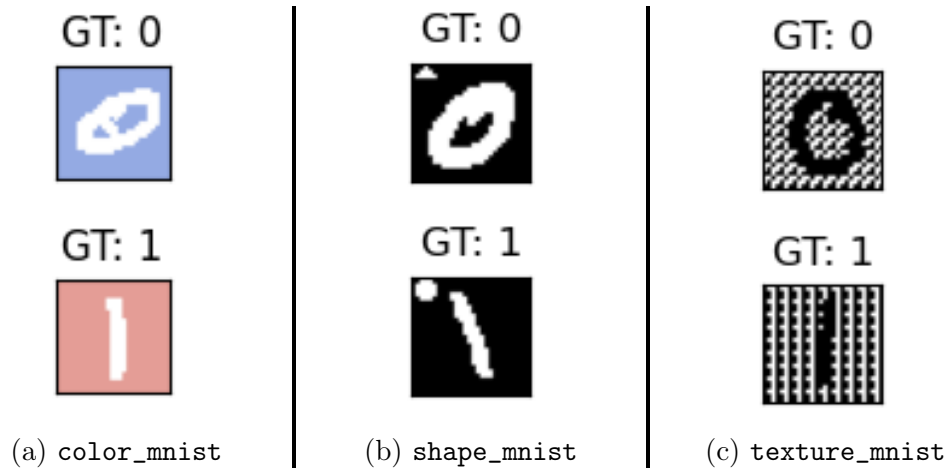 GT: 0
GT: 1
(a) color_mnist
GT: 0
GT: 1
(b) shape_mnist
GT: 0
GT: 1
(c) texture_mnist